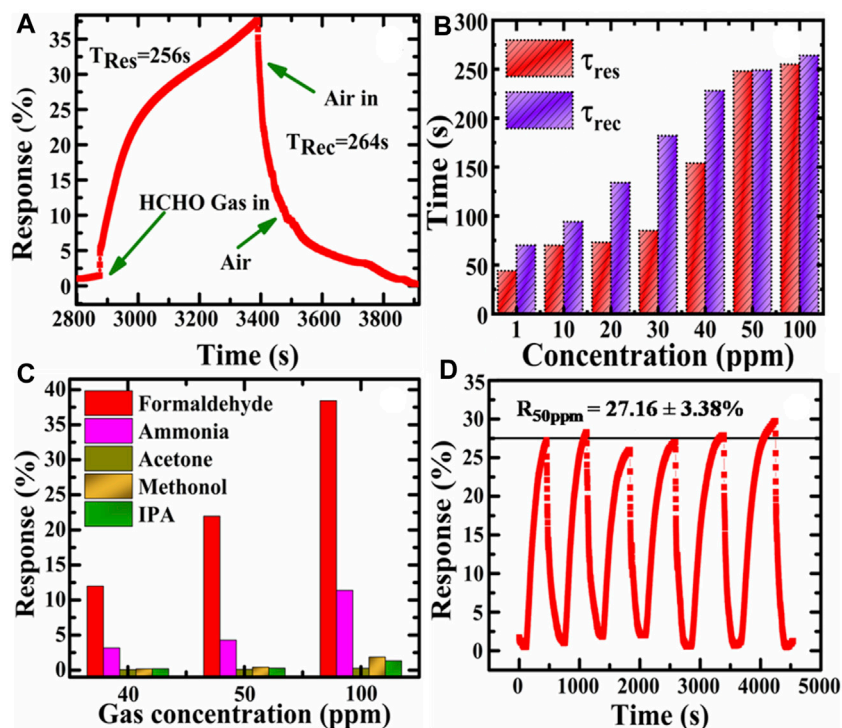 A
Response (%)
35
30
25
20
15
10
5
0
T_Res=256s
Air in
T_Rec=264s
HCHO Gas in
Air
2800 3000 3200 3400 3600 3800
Time (s)
B
Time (s)
300
250
200
150
100
50
0
τ_res
τ_rec
1 10 20 30 40 50 100
Concentration (ppm)
C
Response (%)
40
35
30
25
20
15
10
5
0
Formaldehyde
Ammonia
Acetone
Methonol
IPA
40 50 100
Gas concentration (ppm)
D
Response (%)
35
30
25
20
15
10
5
0
R_50ppm = 27.16 ± 3.38%
0 1000 2000 3000 4000 5000
Time (s)